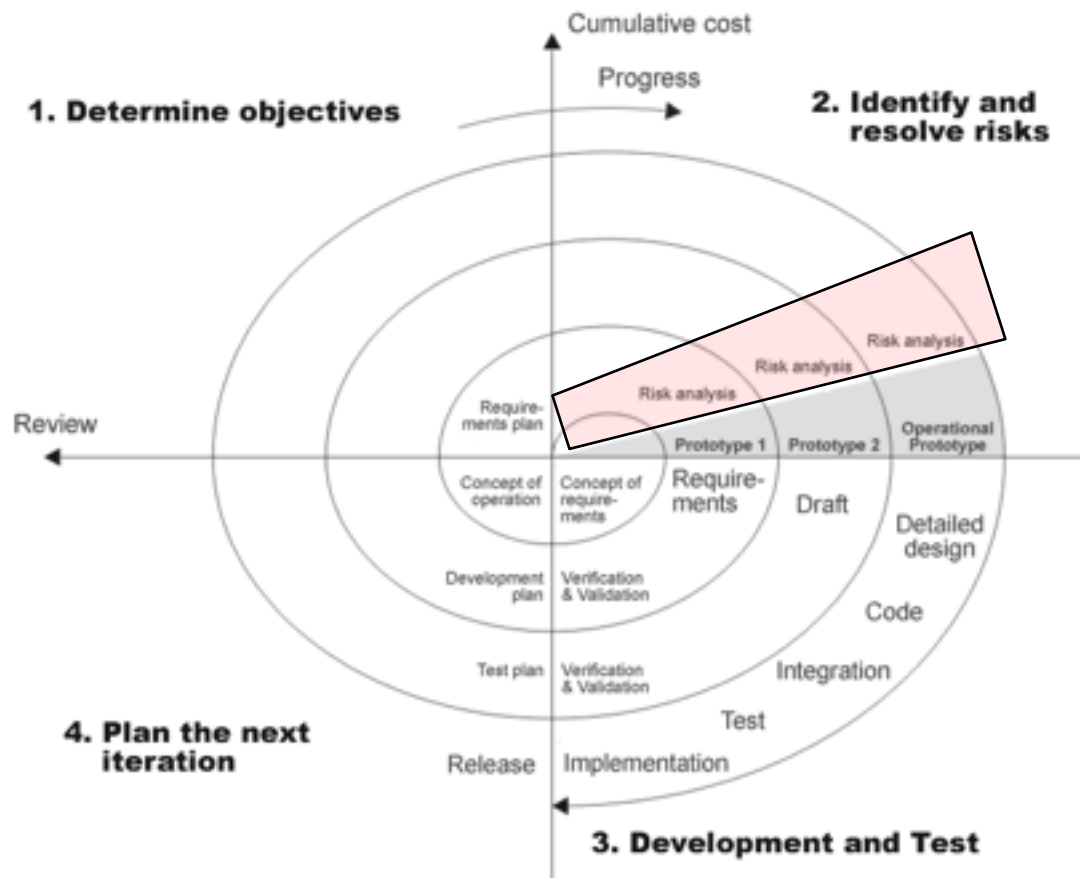 Cumulative cost
Progress
1. Determine objectives
2. Identify and
resolve risks
Risk analysis
Risk analysis
Risk analysis
Require-
ments plan
Review
Prototype 1
Prototype 2
Operational
Prototype
Concept of
operation
Concept of
require-
ments
Require-
ments
Draft
Detailed
design
Development
plan
Verification
& Validation
Code
Test plan
Verification
& Validation
Integration
Test
4. Plan the next
iteration
Release
Implementation
3. Development and Test